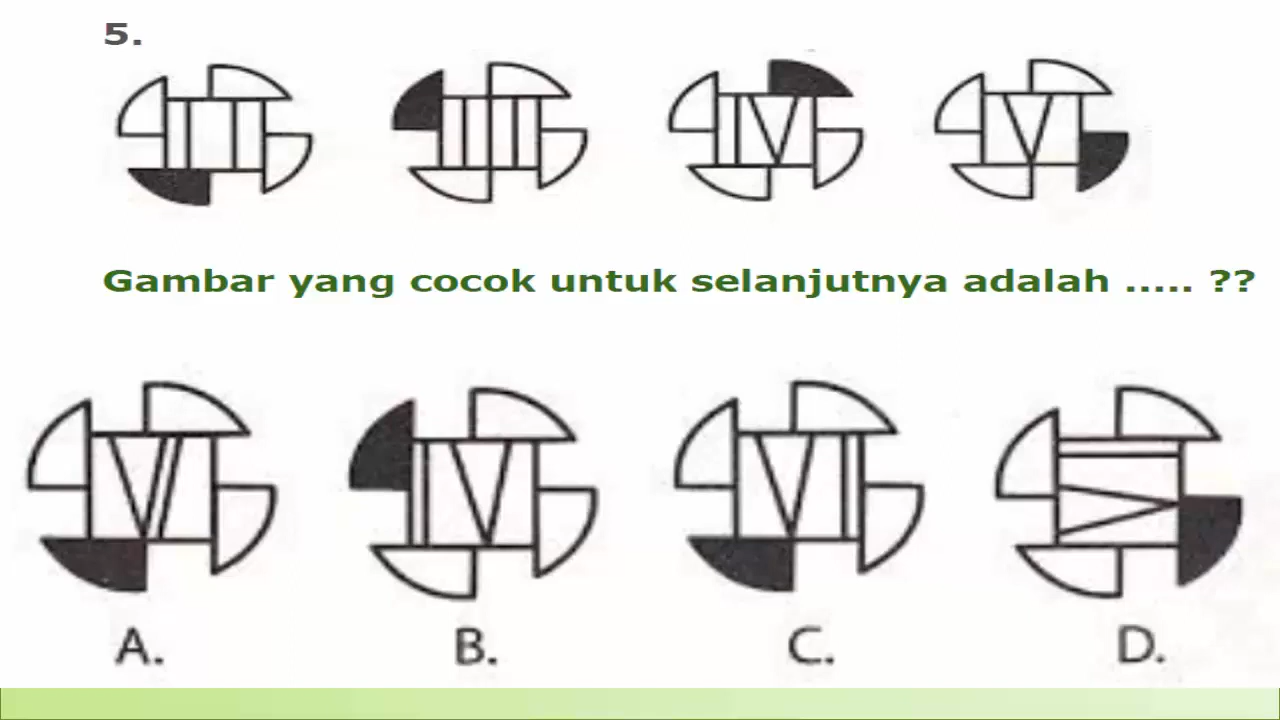 5.
Gambar yang cocok untuk selanjutnya adalah ..... ??
A. B. C. D.